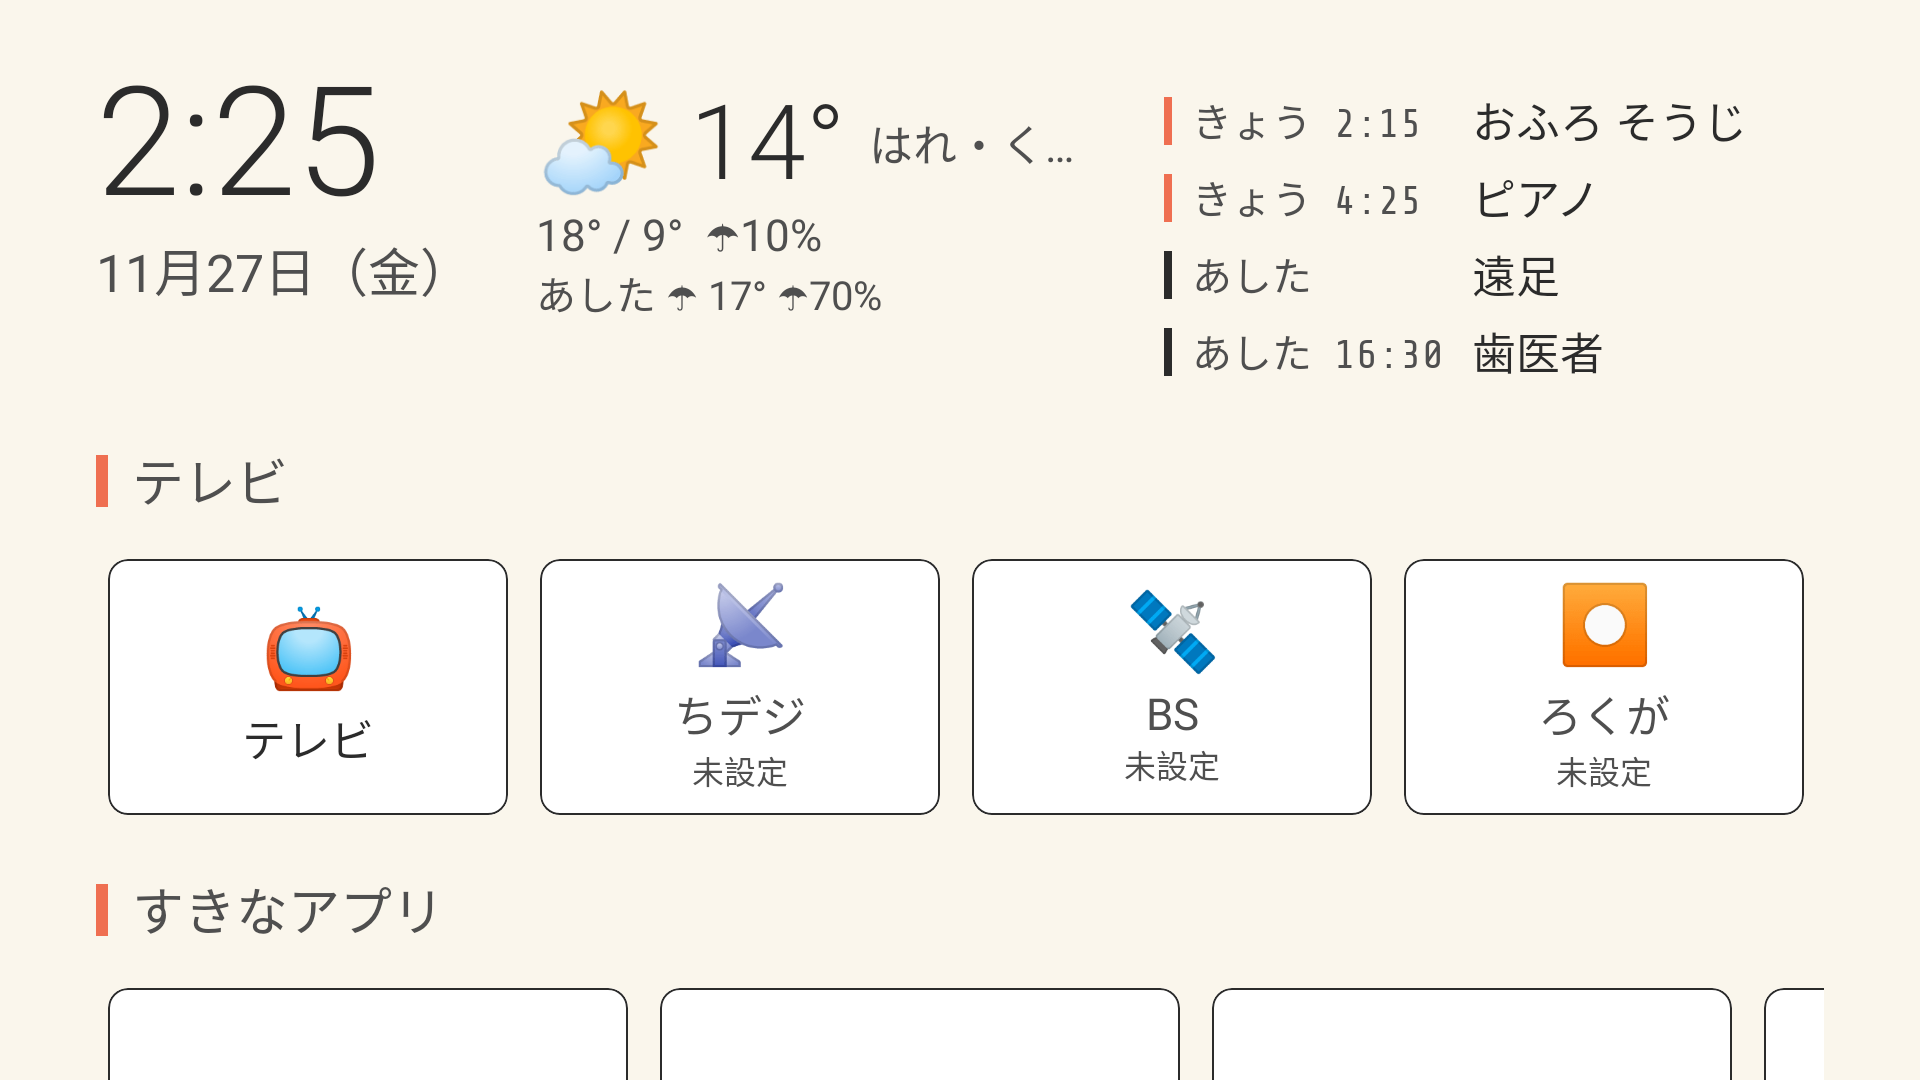 2:25
11月27日（金）
14° はれ・く…
18° / 9° ☂10%
あした ☂ 17° ☂70%
きょう 2:15 おふろ そうじ
きょう 4:25 ピアノ
あした 遠足
あした 16:30 歯医者
テレビ
テレビ
ちデジ
未設定
BS
未設定
ろくが
未設定
すきなアプリ